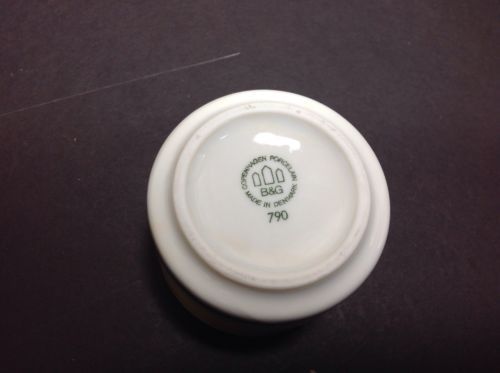 COPENHAGEN PORCELAIN
B&G
MADE IN DENMARK
790